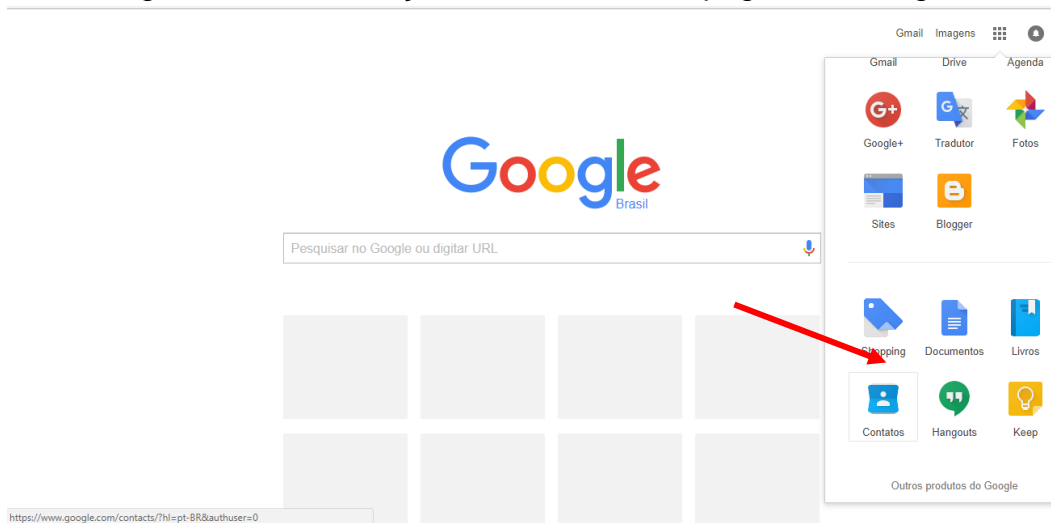 Gmail Imagens
Gmail Drive Agenda
G+ G
Google+ Tradutor Fotos
Google
Brasil
Sites Blogger
Pesquisar no Google ou digitar URL
Shopping Documentos Livros
Contatos Hangouts Keep
Outros produtos do Google
https://www.google.com/contacts/?hl=pt-BR&authuser=0